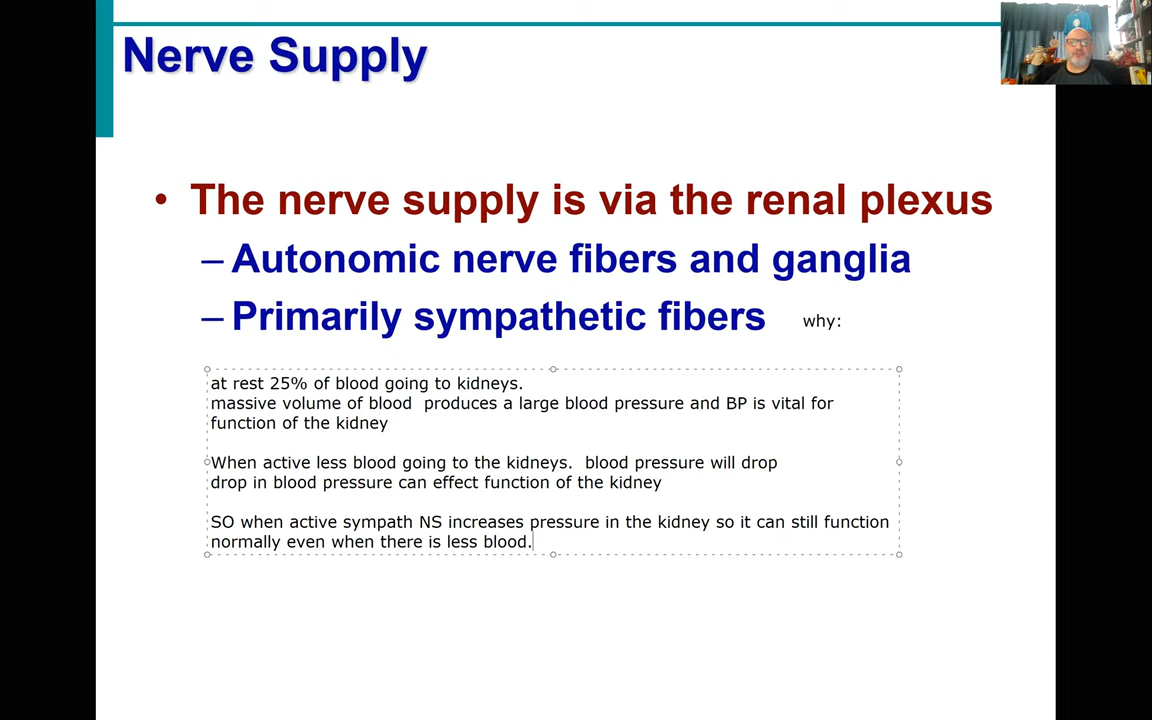 Nerve Supply
• The nerve supply is via the renal plexus
– Autonomic nerve fibers and ganglia
– Primarily sympathetic fibers why:
at rest 25% of blood going to kidneys.
massive volume of blood  produces a large blood pressure and BP is vital for
function of the kidney
When active less blood going to the kidneys.  blood pressure will drop
drop in blood pressure can effect function of the kidney
SO when active sympath NS increases pressure in the kidney so it can still function
normally even when there is less blood.